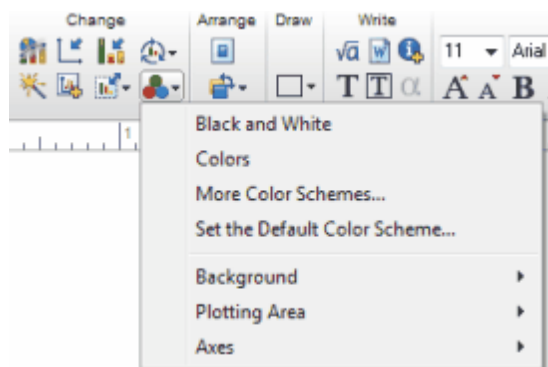 Change Arrange Draw Write
√α W 11 Arial
T T α A A B
1
Black and White
Colors
More Color Schemes...
Set the Default Color Scheme...
Background
Plotting Area
Axes